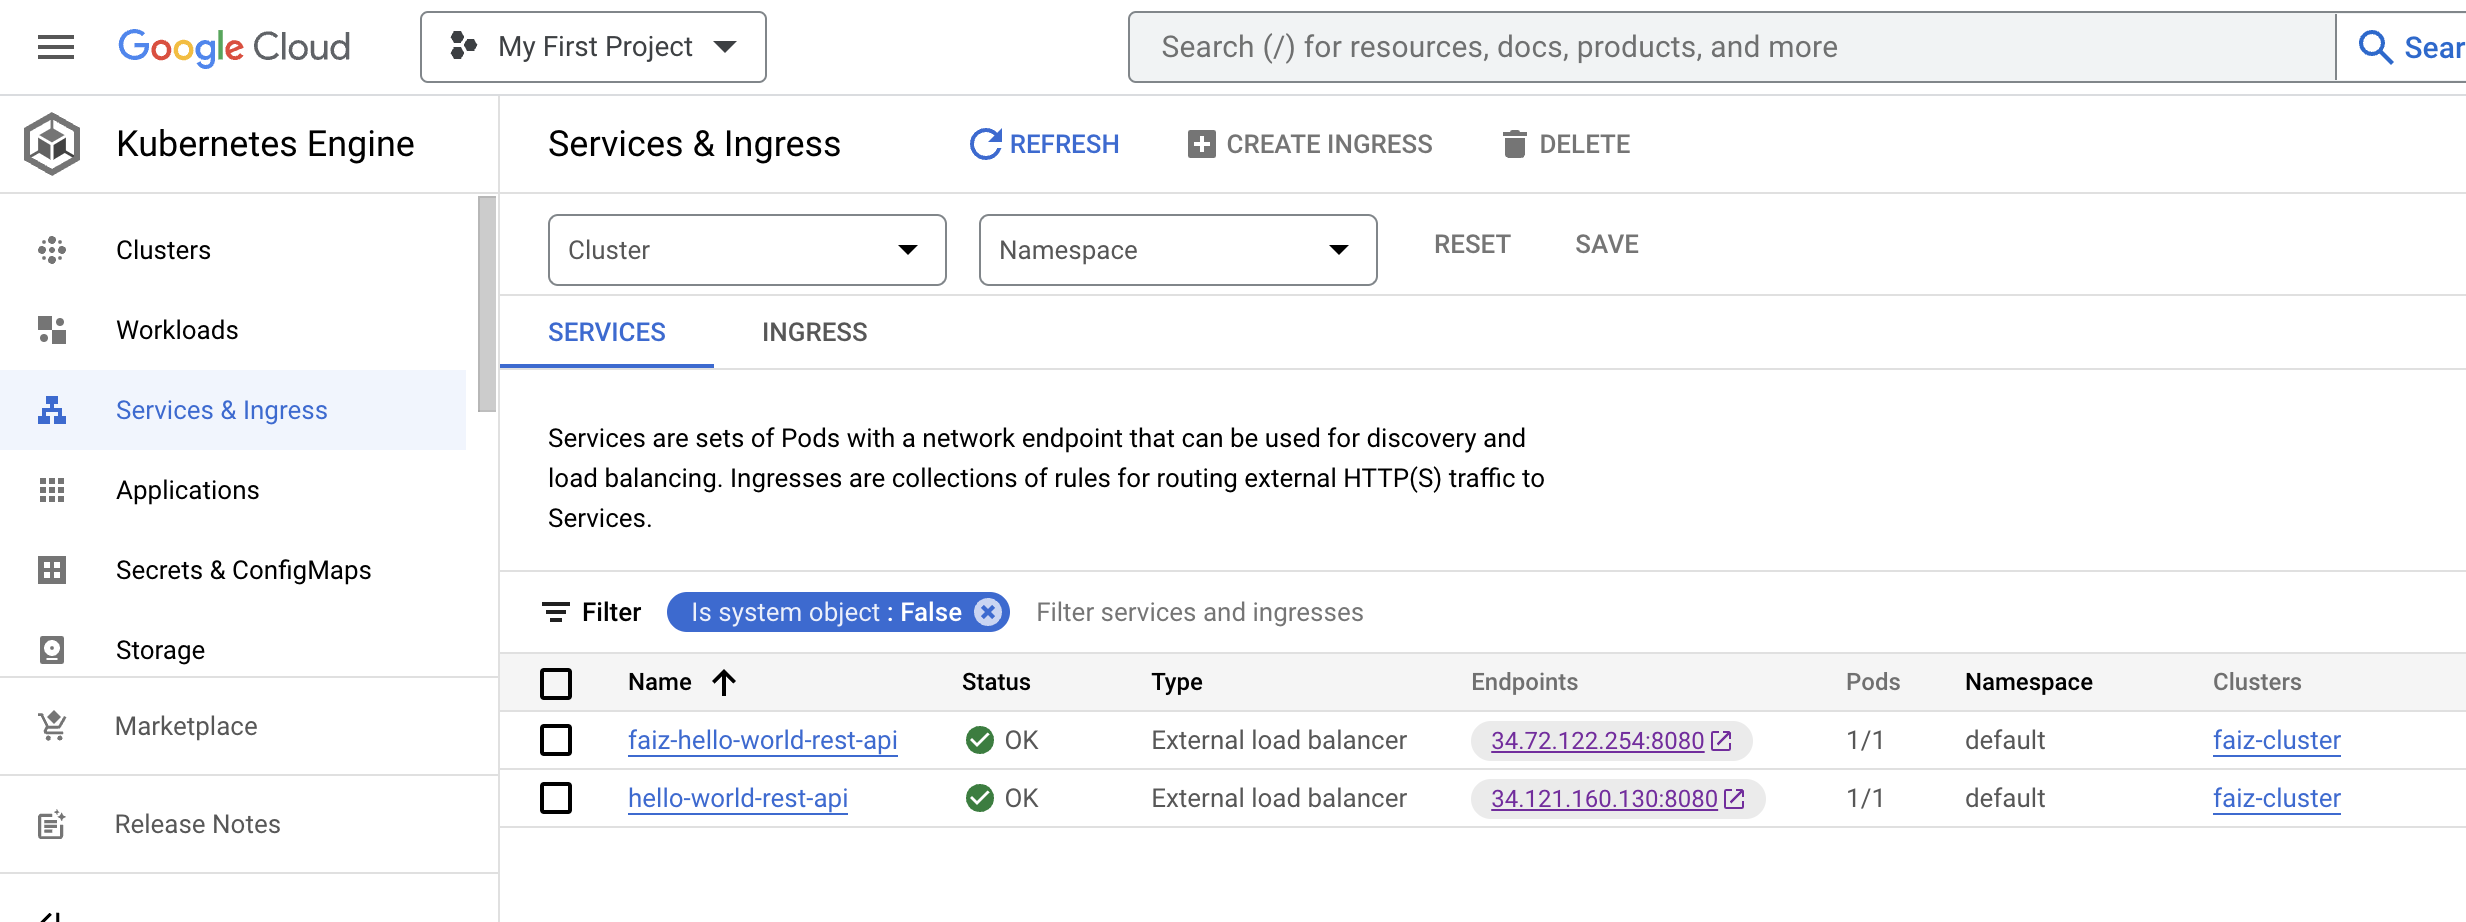 Google Cloud
My First Project
Search (/) for resources, docs, products, and more
Sear
Kubernetes Engine
Services & Ingress
REFRESH
CREATE INGRESS
DELETE
Clusters
Workloads
Services & Ingress
Applications
Secrets & ConfigMaps
Storage
Marketplace
Release Notes
Cluster
Namespace
RESET
SAVE
SERVICES
INGRESS
Services are sets of Pods with a network endpoint that can be used for discovery and
load balancing. Ingresses are collections of rules for routing external HTTP(S) traffic to
Services.
Filter
Is system object : False
Filter services and ingresses
Name Status Type Endpoints Pods Namespace Clusters
faiz-hello-world-rest-api OK External load balancer 34.72.122.254:8080 1/1 default faiz-cluster
hello-world-rest-api OK External load balancer 34.121.160.130:8080 1/1 default faiz-cluster